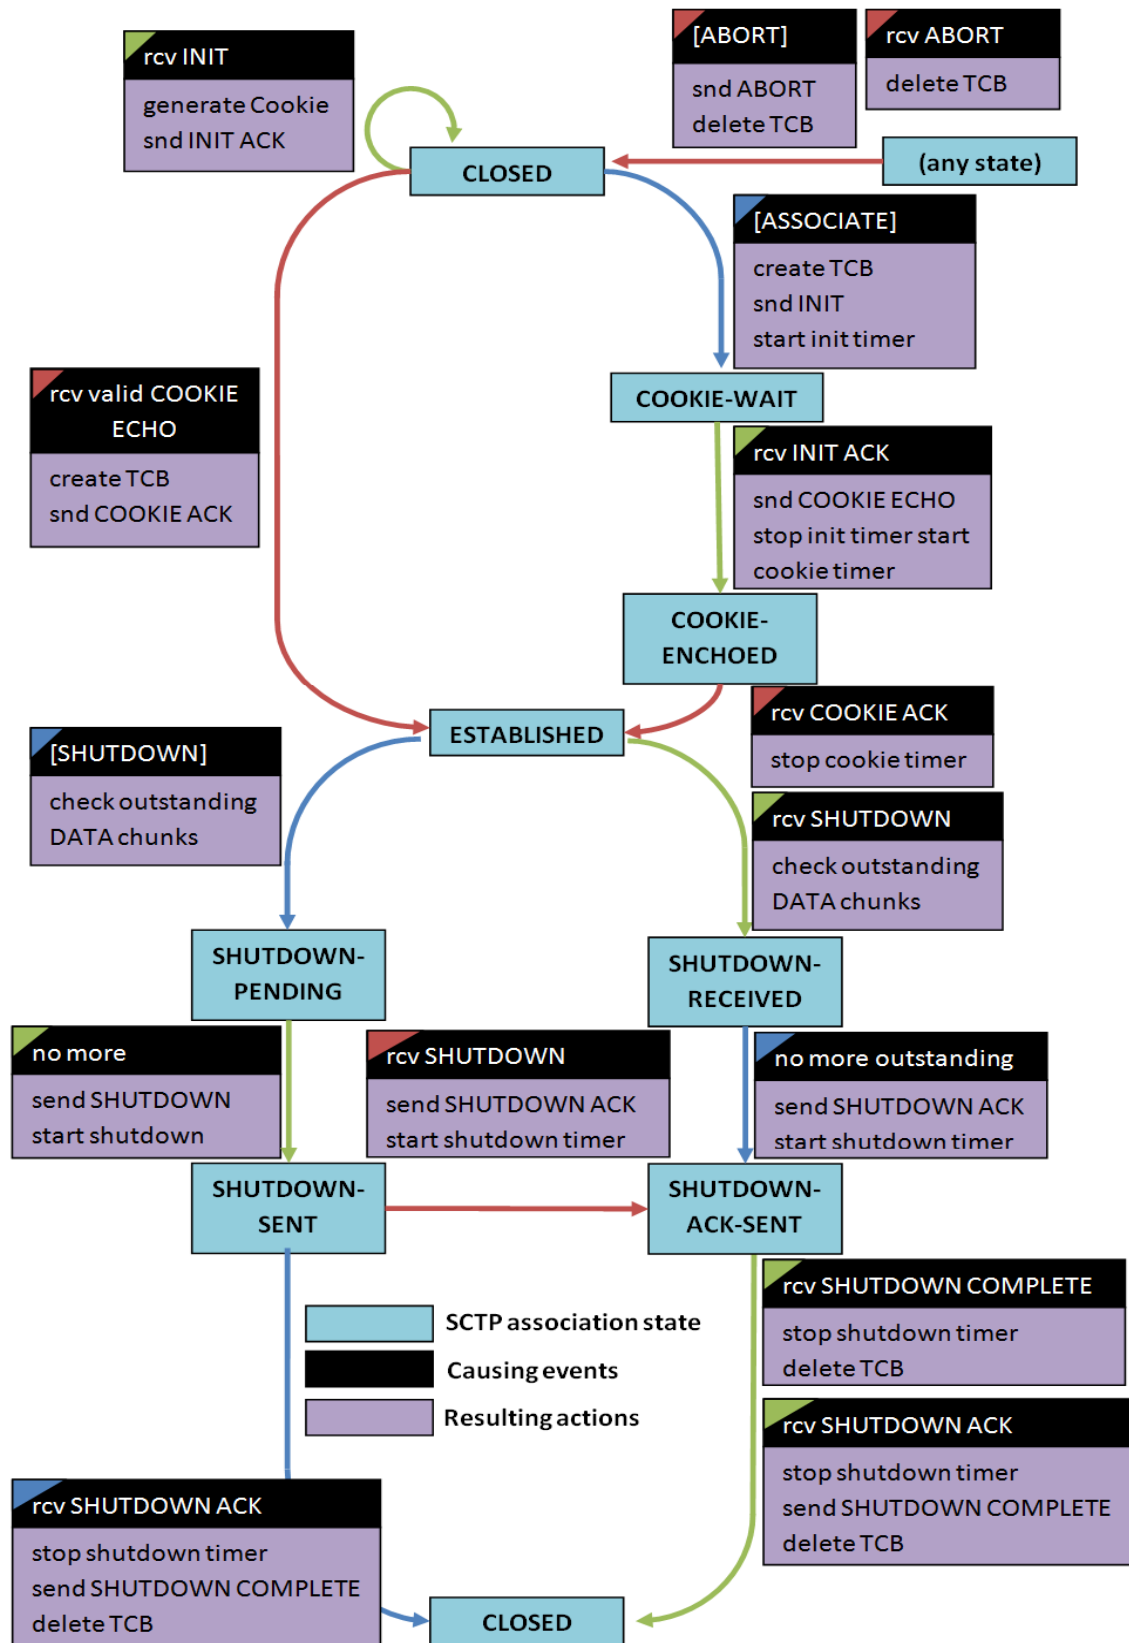 rcv INIT
generate Cookie
snd INIT ACK
[ABORT]
snd ABORT
delete TCB
rcv ABORT
delete TCB
CLOSED
(any state)
[ASSOCIATE]
create TCB
snd INIT
start init timer
rcv valid COOKIE
ECHO
create TCB
snd COOKIE ACK
COOKIE-WAIT
rcv INIT ACK
snd COOKIE ECHO
stop init timer start
cookie timer
COOKIE-
ENCHOED
rcv COOKIE ACK
stop cookie timer
ESTABLISHED
[SHUTDOWN]
check outstanding
DATA chunks
rcv SHUTDOWN
check outstanding
DATA chunks
SHUTDOWN-
PENDING
SHUTDOWN-
RECEIVED
no more
send SHUTDOWN
start shutdown
rcv SHUTDOWN
send SHUTDOWN ACK
start shutdown timer
no more outstanding
send SHUTDOWN ACK
start shutdown timer
SHUTDOWN-
SENT
SHUTDOWN-
ACK-SENT
rcv SHUTDOWN COMPLETE
stop shutdown timer
delete TCB
SCTP association state
Causing events
Resulting actions
rcv SHUTDOWN ACK
stop shutdown timer
send SHUTDOWN COMPLETE
delete TCB
rcv SHUTDOWN ACK
stop shutdown timer
send SHUTDOWN COMPLETE
delete TCB
CLOSED